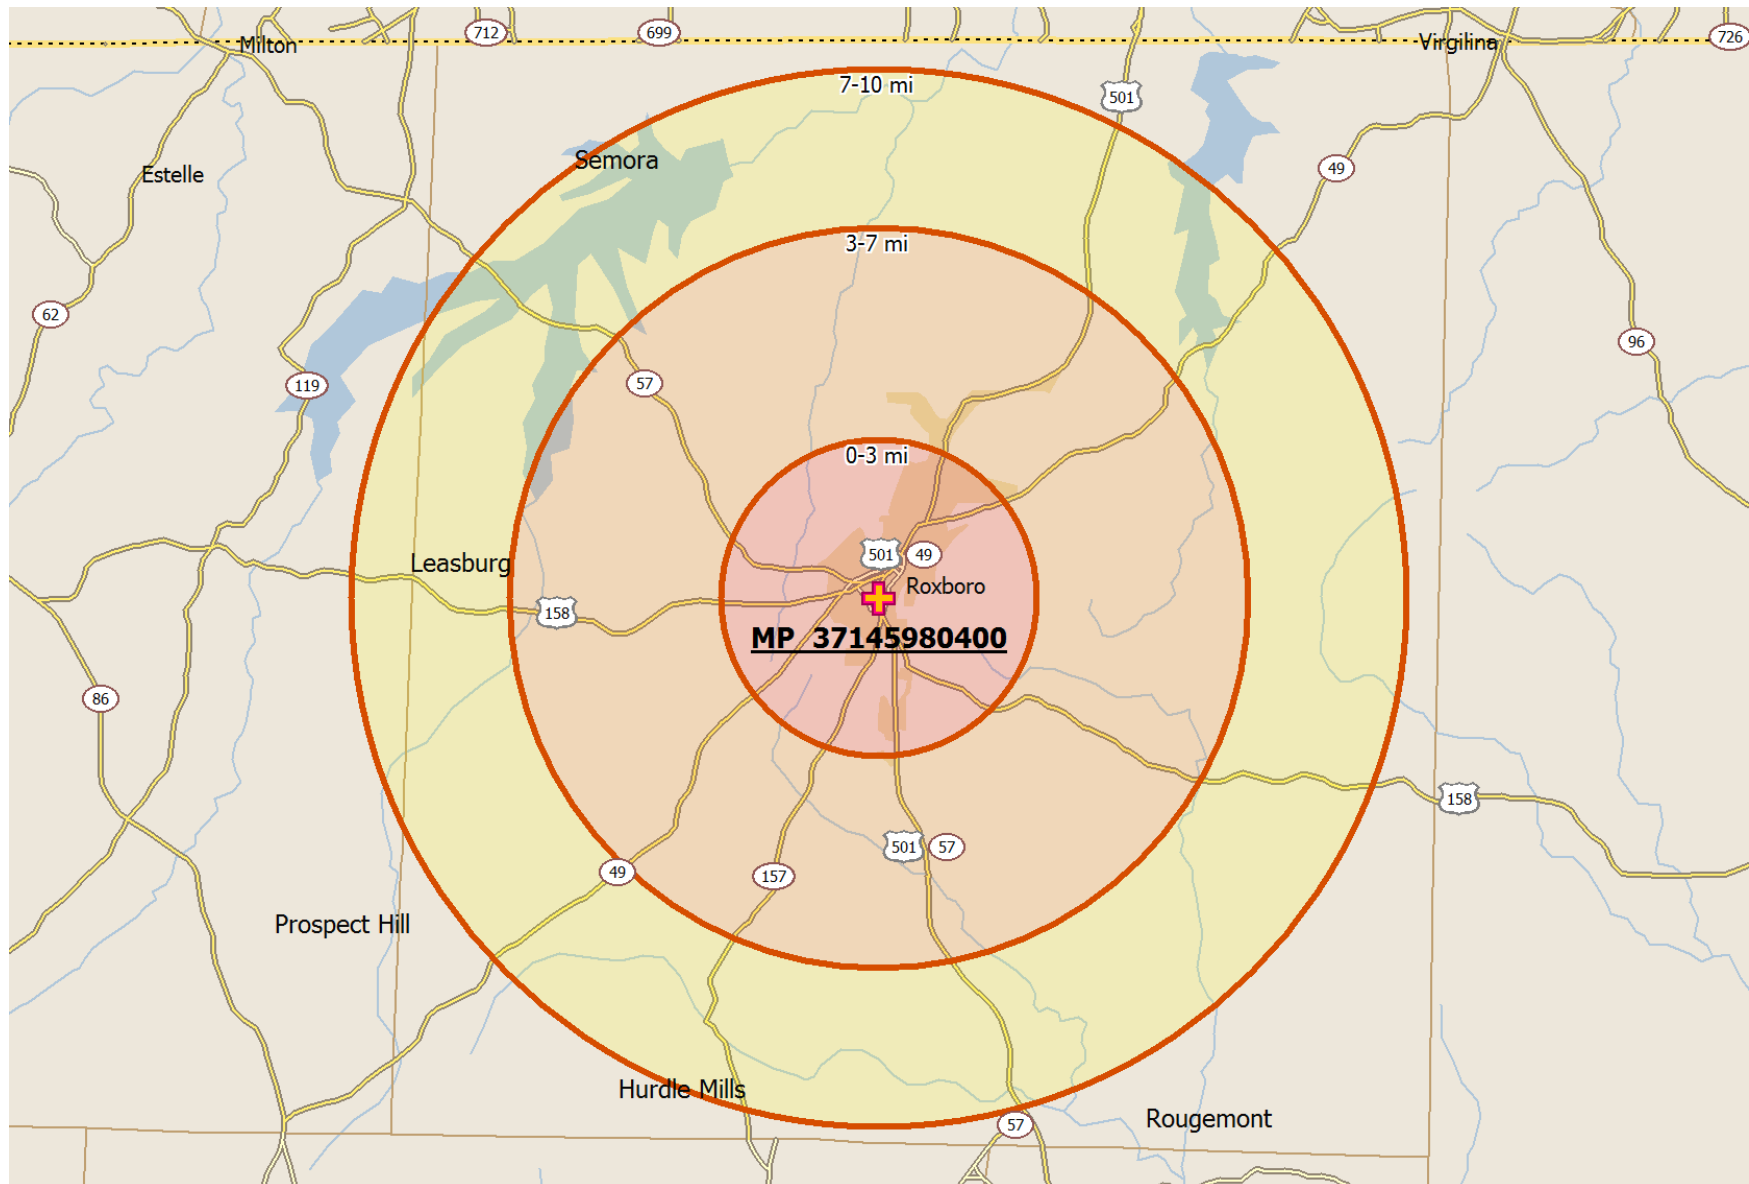 712
699
726
Milton
Virgilina
7-10 mi
501
Semora
49
Estelle
3-7 mi
62
96
119
57
0-3 mi
501
49
Leasburg
Roxboro
158
MP 37145980400
86
158
501
57
49
157
Prospect Hill
Hurdle Mills
57
Rougemont